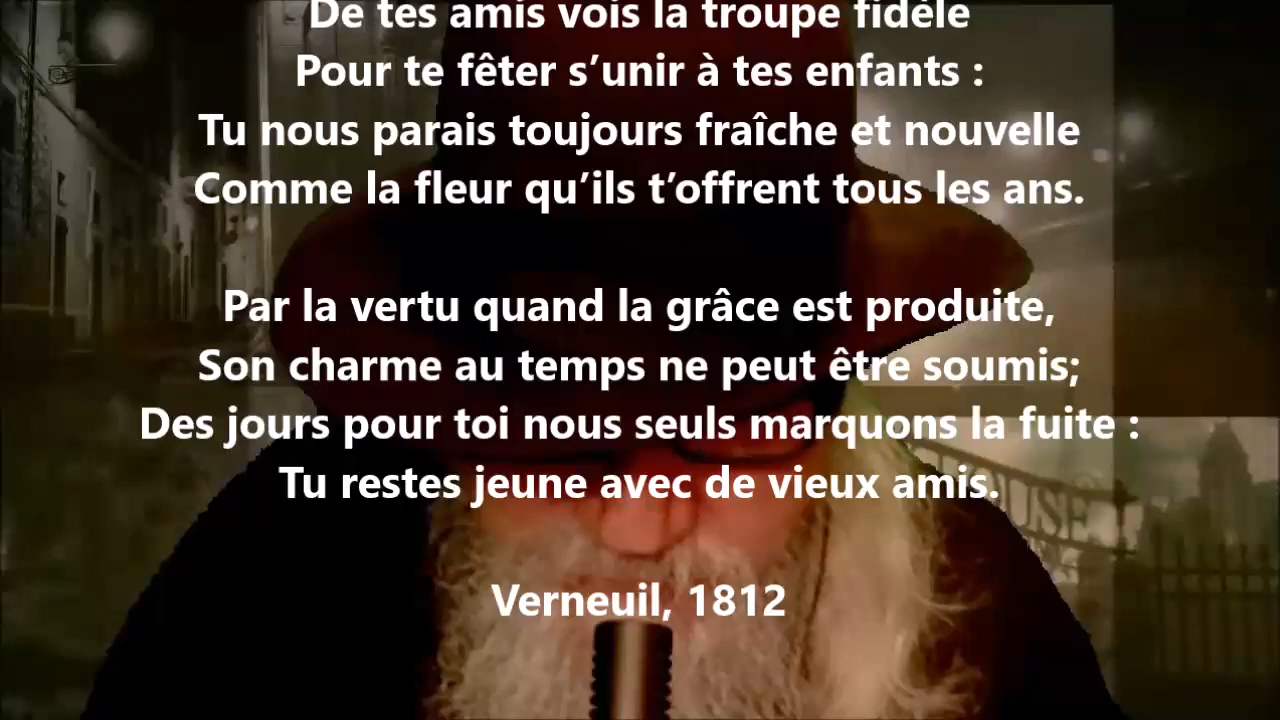 De tes amis vois la troupe fidèle
Pour te fêter s’unir à tes enfants :
Tu nous parais toujours fraîche et nouvelle
Comme la fleur qu’ils t’offrent tous les ans.
Par la vertu quand la grâce est produite,
Son charme au temps ne peut être soumis;
Des jours pour toi nous seuls marquons la fuite :
Tu restes jeune avec de vieux amis.
Verneuil, 1812